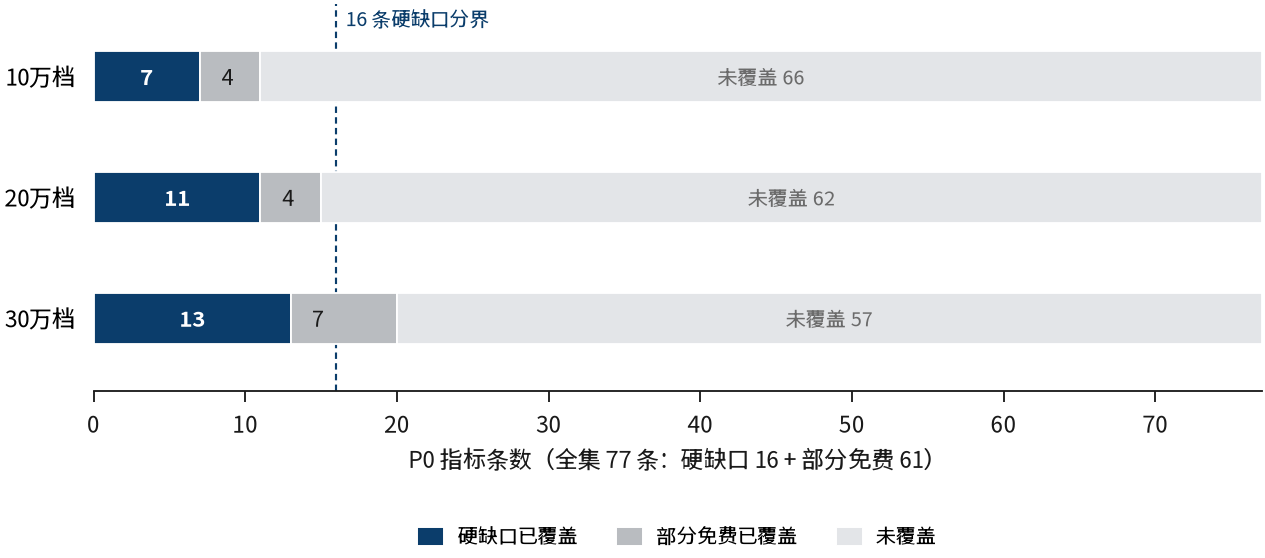 16 条硬缺口分界
10万档 7 4 未覆盖 66
20万档 11 4 未覆盖 62
30万档 13 7 未覆盖 57
0 10 20 30 40 50 60 70
P0 指标条数（全集 77 条：硬缺口 16 + 部分免费 61）
硬缺口已覆盖 部分免费已覆盖 未覆盖